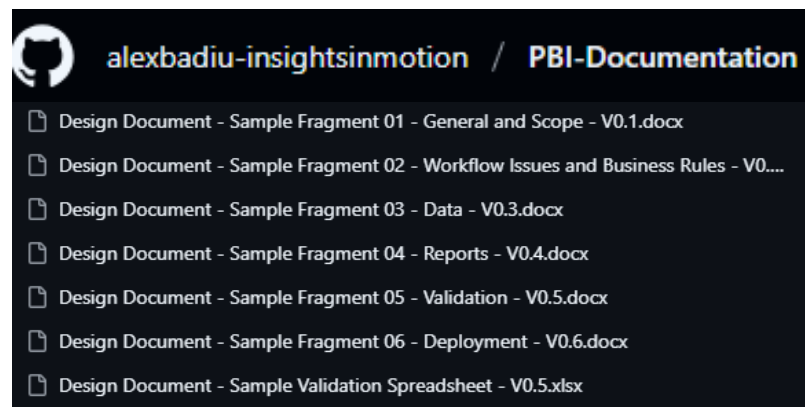 alexbadiu-insightsinmotion / PBI-Documentation
Design Document - Sample Fragment 01 - General and Scope - V0.1.docx
Design Document - Sample Fragment 02 - Workflow Issues and Business Rules - V0....
Design Document - Sample Fragment 03 - Data - V0.3.docx
Design Document - Sample Fragment 04 - Reports - V0.4.docx
Design Document - Sample Fragment 05 - Validation - V0.5.docx
Design Document - Sample Fragment 06 - Deployment - V0.6.docx
Design Document - Sample Validation Spreadsheet - V0.5.xlsx